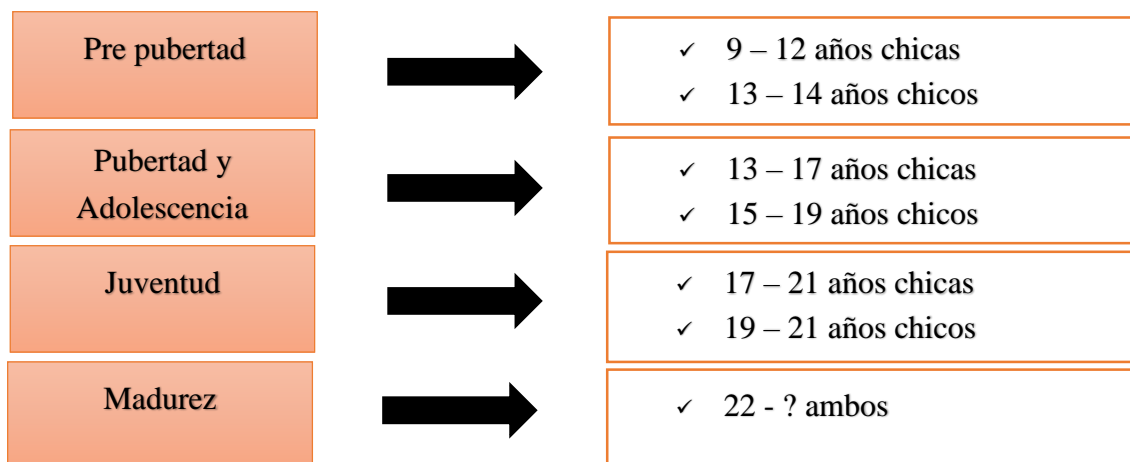 Pre pubertad
✓ 9 – 12 años chicas
✓ 13 – 14 años chicos
Pubertad y
Adolescencia
✓ 13 – 17 años chicas
✓ 15 – 19 años chicos
Juventud
✓ 17 – 21 años chicas
✓ 19 – 21 años chicos
Madurez
✓ 22 - ? ambos